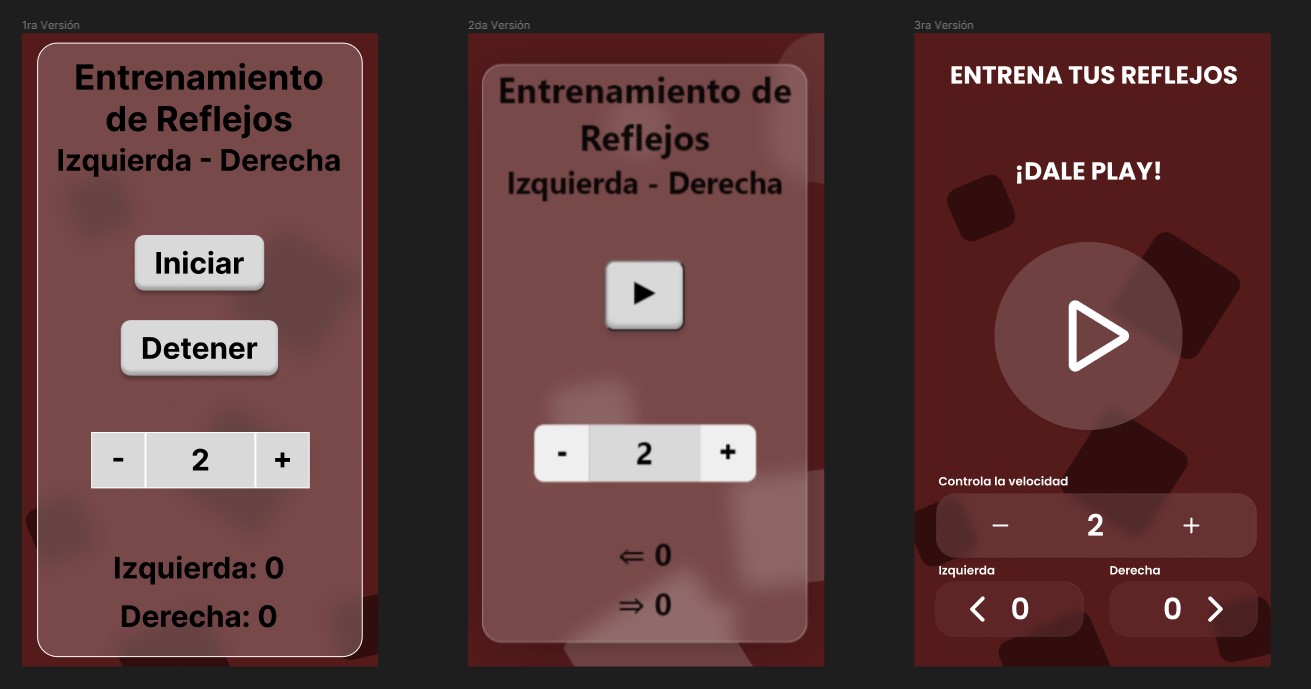 1ra Versión
Entrenamiento
de Reflejos
Izquierda - Derecha
Iniciar
Detener
- 2 +
Izquierda: 0
Derecha: 0
2da Versión
Entrenamiento de
Reflejos
Izquierda - Derecha
- 2 +
⇐ 0
⇒ 0
3ra Versión
ENTRENA TUS REFLEJOS
¡DALE PLAY!
Controla la velocidad
− 2 +
Izquierda Derecha
< 0 0 >